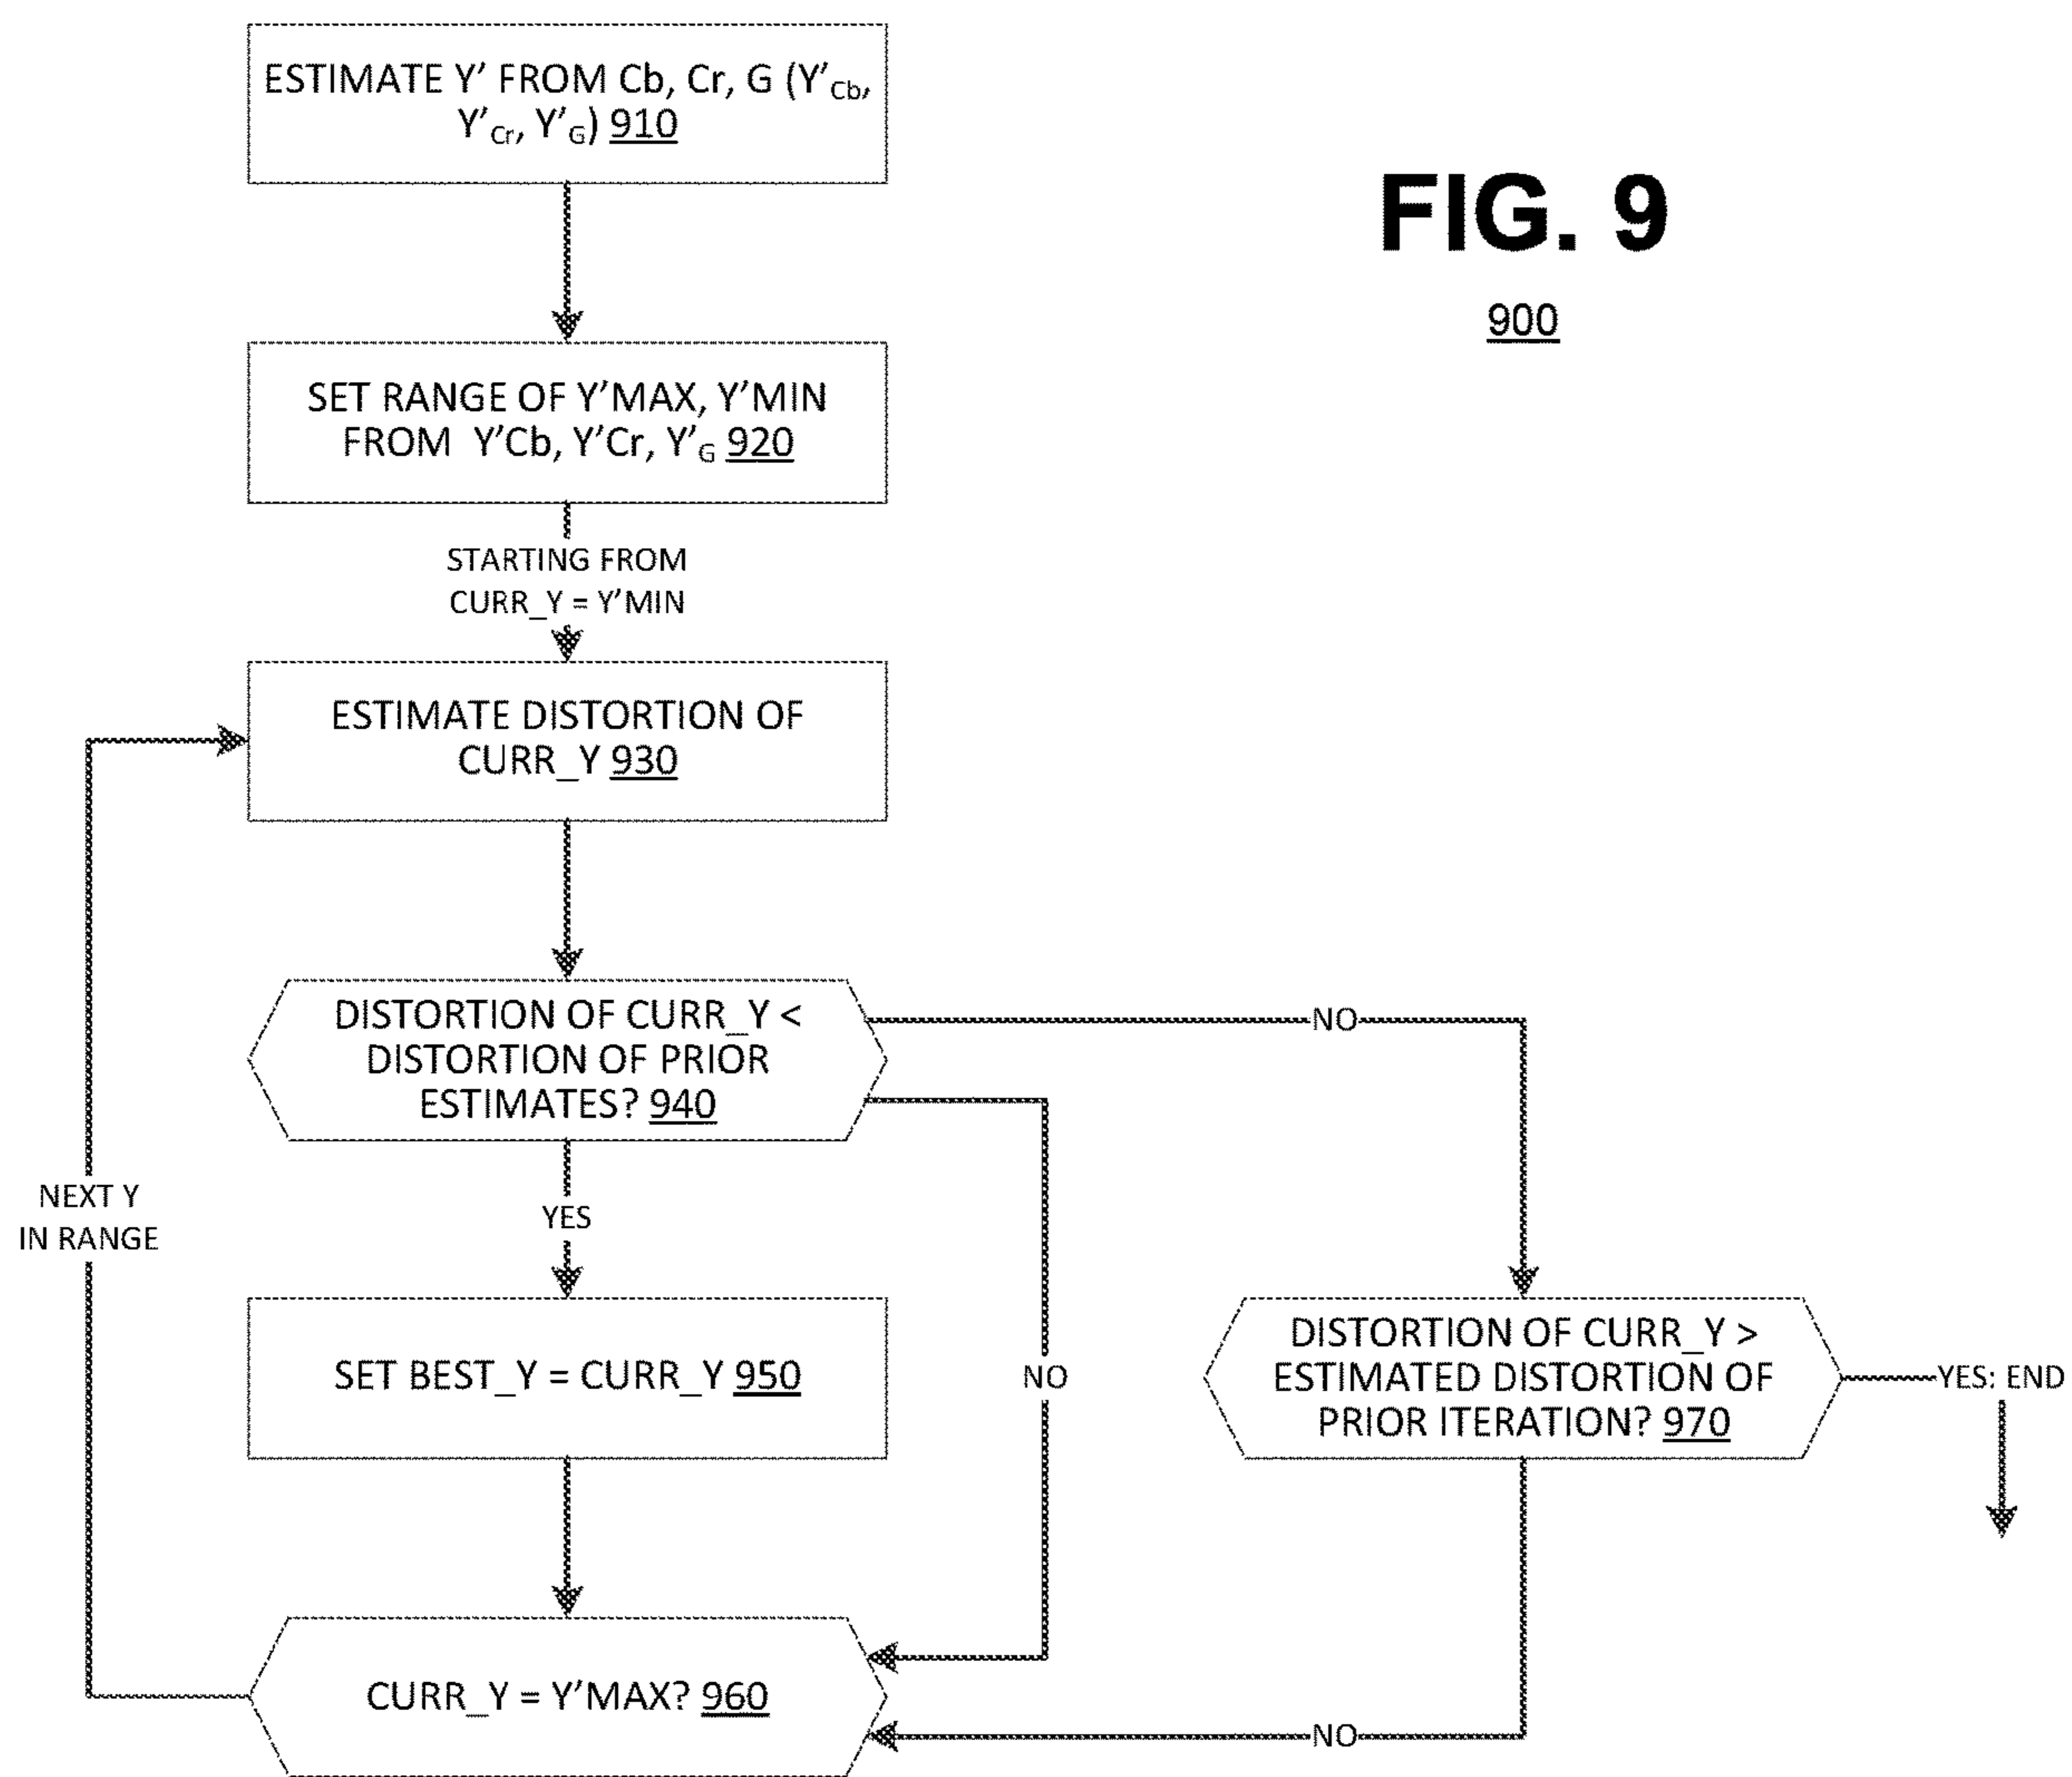 ESTIMATE Y' FROM Cb, Cr, G (Y'Cb,
Y'Cr, Y'G) 910
FIG. 9
900
SET RANGE OF Y'MAX, Y'MIN
FROM Y'Cb, Y'Cr, Y'G 920
STARTING FROM
CURR_Y = Y'MIN
ESTIMATE DISTORTION OF
CURR_Y 930
DISTORTION OF CURR_Y <
DISTORTION OF PRIOR
ESTIMATES? 940
NO
NEXT Y
IN RANGE
YES
NO
SET BEST_Y = CURR_Y 950
DISTORTION OF CURR_Y >
ESTIMATED DISTORTION OF
PRIOR ITERATION? 970
YES: END
CURR_Y = Y'MAX? 960
NO